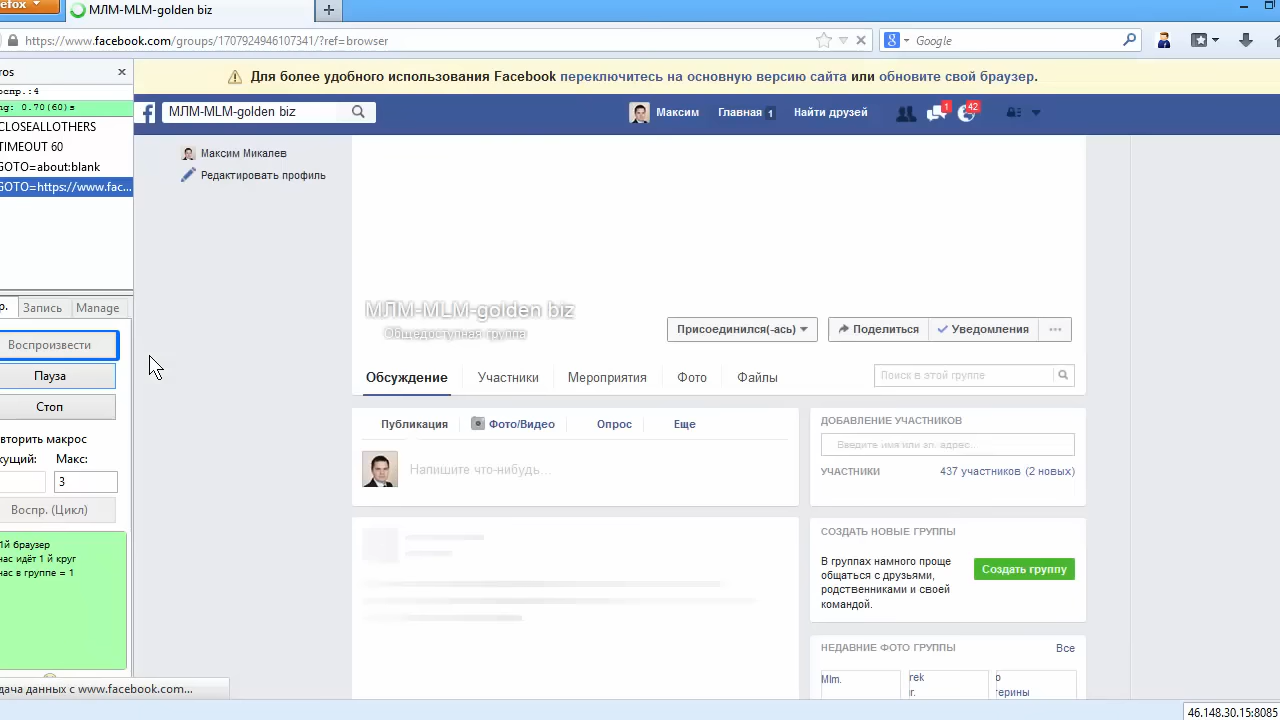 efox
МЛМ-MLM-golden biz
https://www.facebook.com/groups/1707924946107341/?ref=browser
Google
ros
Для более удобного использования Facebook переключитесь на основную версию сайта или обновите свой браузер.
оспр.:4
ng: 0.70(60)s
CLOSEALLOTHERS
TIMEOUT 60
GOTO=about:blank
GOTO=https://www.fac...
МЛМ-MLM-golden biz
Максим
Главная 1
Найти друзей
1
42
Максим Микалев
Редактировать профиль
МЛМ-MLM-golden biz
Общедоступная группа
Присоединился(-ась)
Поделиться
Уведомления
Обсуждение
Участники
Мероприятия
Фото
Файлы
Поиск в этой группе
р.
Запись
Manage
Воспроизвести
Пауза
Стоп
вторить макрос
кущий:
Макс:
3
Воспр. (Цикл)
1й браузер
нас идёт 1 й круг
нас в группе = 1
Публикация
Фото/Видео
Опрос
Еще
Напишите что-нибудь...
ДОБАВЛЕНИЕ УЧАСТНИКОВ
Введите имя или эл. адрес...
УЧАСТНИКИ
437 участников (2 новых)
СОЗДАТЬ НОВЫЕ ГРУППЫ
В группах намного проще
общаться с друзьями,
родственниками и своей
командой.
Создать группу
НЕДАВНИЕ ФОТО ГРУППЫ
Все
Mlm.
rek
r.
р
терины
дача данных с www.facebook.com...
46.148.30.15:8085